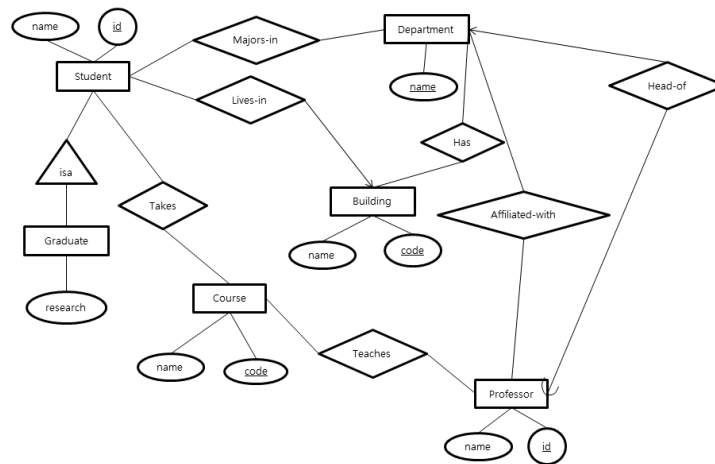 name
id
Majors-in
Department
Student
Lives-in
name
Head-of
Has
isa
Takes
Building
Affiliated-with
Graduate
name
code
research
Course
Teaches
name
code
Professor
name
id